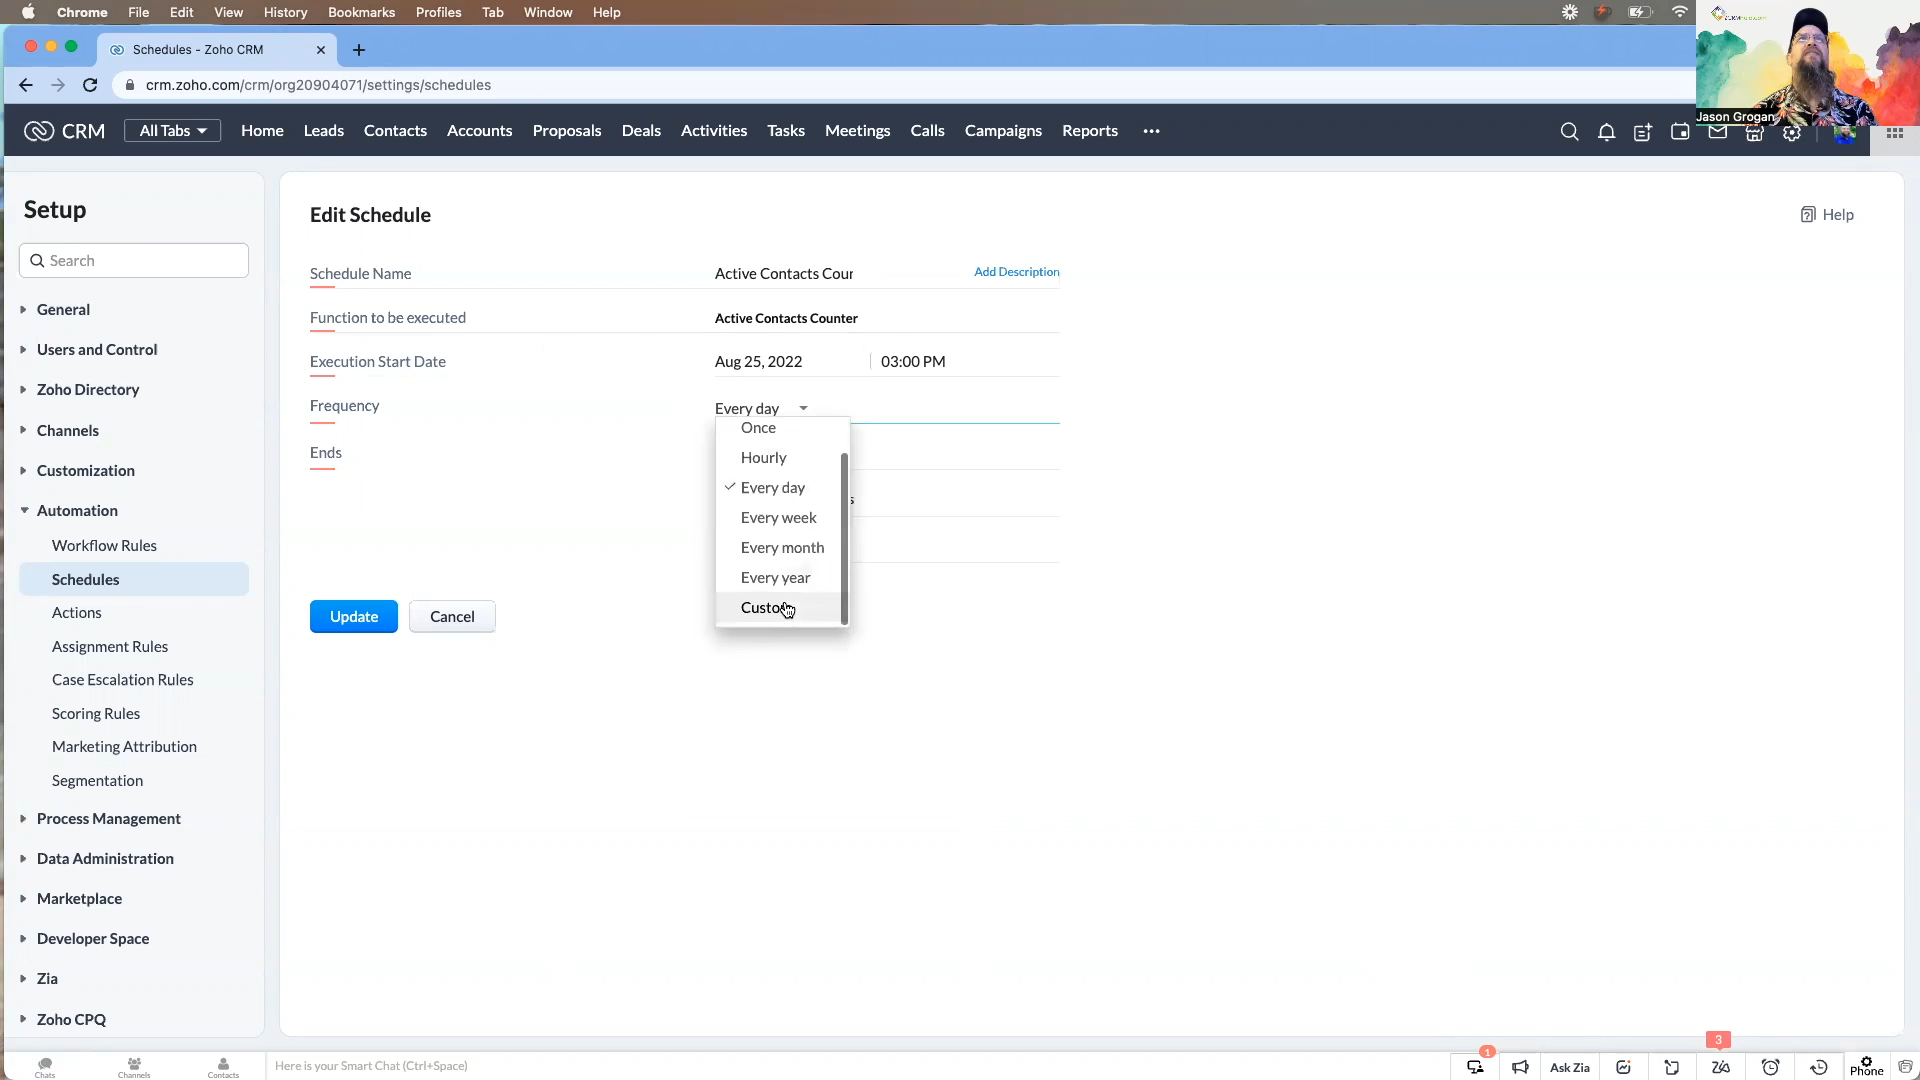 Chrome File Edit View History Bookmarks Profiles Tab Window Help
Schedules - Zoho CRM
crm.zoho.com/crm/org20904071/settings/schedules
Jason Grogan
CRM All Tabs Home Leads Contacts Accounts Proposals Deals Activities Tasks Meetings Calls Campaigns Reports
Setup
Search
General
Users and Control
Zoho Directory
Channels
Customization
Automation
Workflow Rules
Schedules
Actions
Assignment Rules
Case Escalation Rules
Scoring Rules
Marketing Attribution
Segmentation
Process Management
Data Administration
Marketplace
Developer Space
Zia
Zoho CPQ
Edit Schedule
Help
Schedule Name Active Contacts Cour Add Description
Function to be executed Active Contacts Counter
Execution Start Date Aug 25, 2022 03:00 PM
Frequency Every day
Ends
Once
Hourly
Every day
Every week
Every month
Every year
Custom
Update Cancel
Chats Channels Contacts
Here is your Smart Chat (Ctrl+Space)
1
Ask Zia
3
Phone